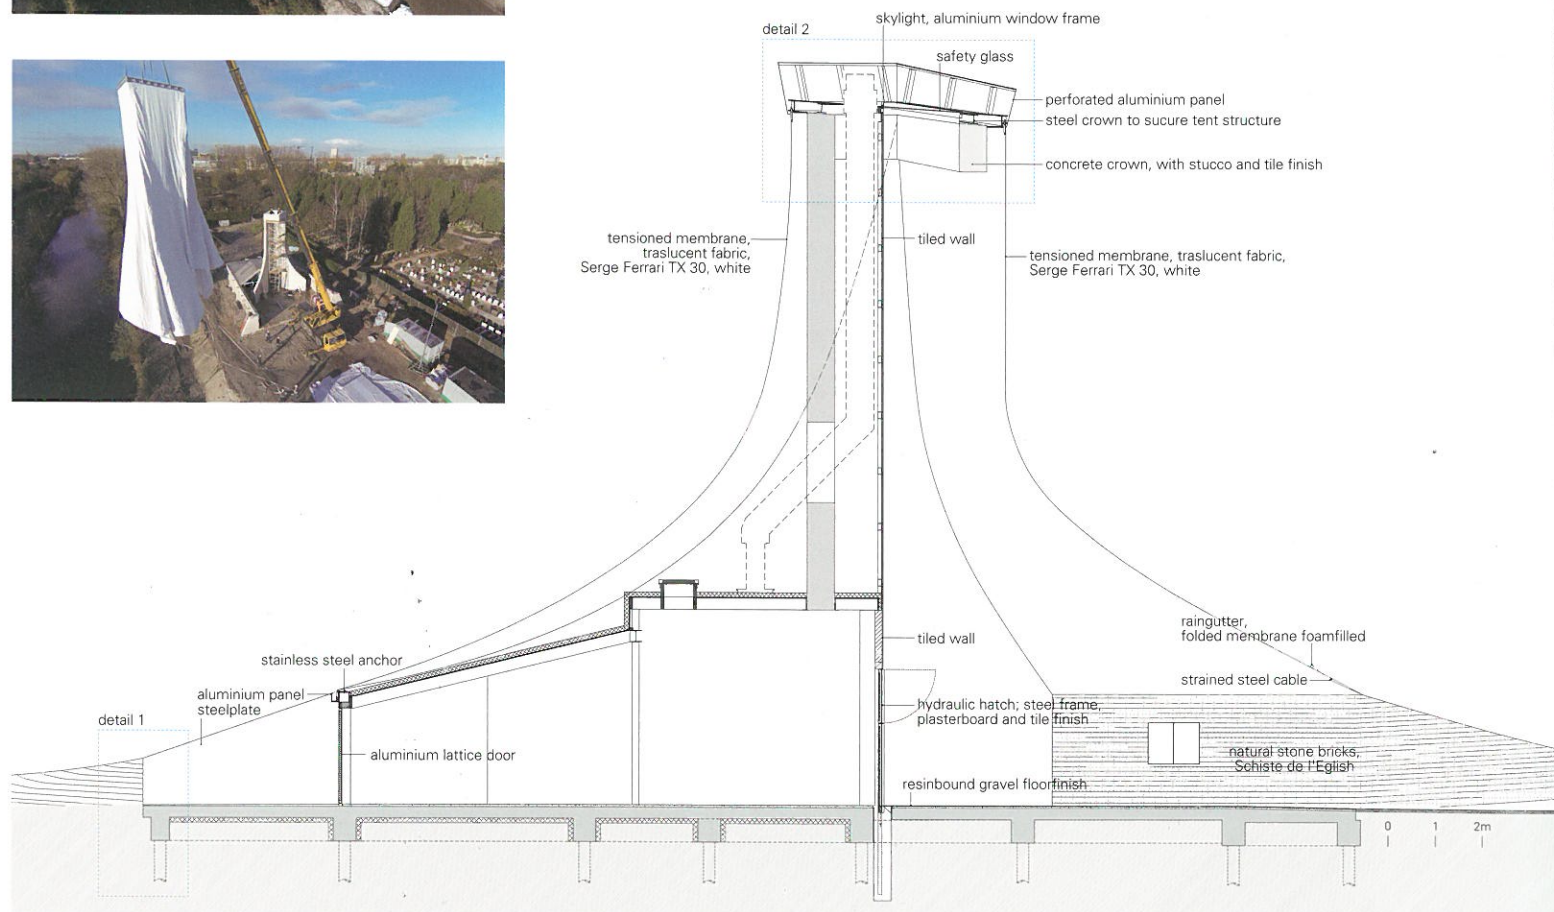 skylight, aluminium window frame
detail 2
safety glass
perforated aluminium panel
steel crown to sucure tent structure
concrete crown, with stucco and tile finish
tensioned membrane,
traslucent fabric,
Serge Ferrari TX 30, white
tiled wall
tensioned membrane, traslucent fabric,
Serge Ferrari TX 30, white
raingutter,
folded membrane foamfilled
tiled wall
stainless steel anchor
strained steel cable
aluminium panel
steelplate
hydraulic hatch; steel frame,
plasterboard and tile finish
detail 1
aluminium lattice door
natural stone bricks,
Schiste de l'Eglish
resinbound gravel floorfinish
0 1 2m